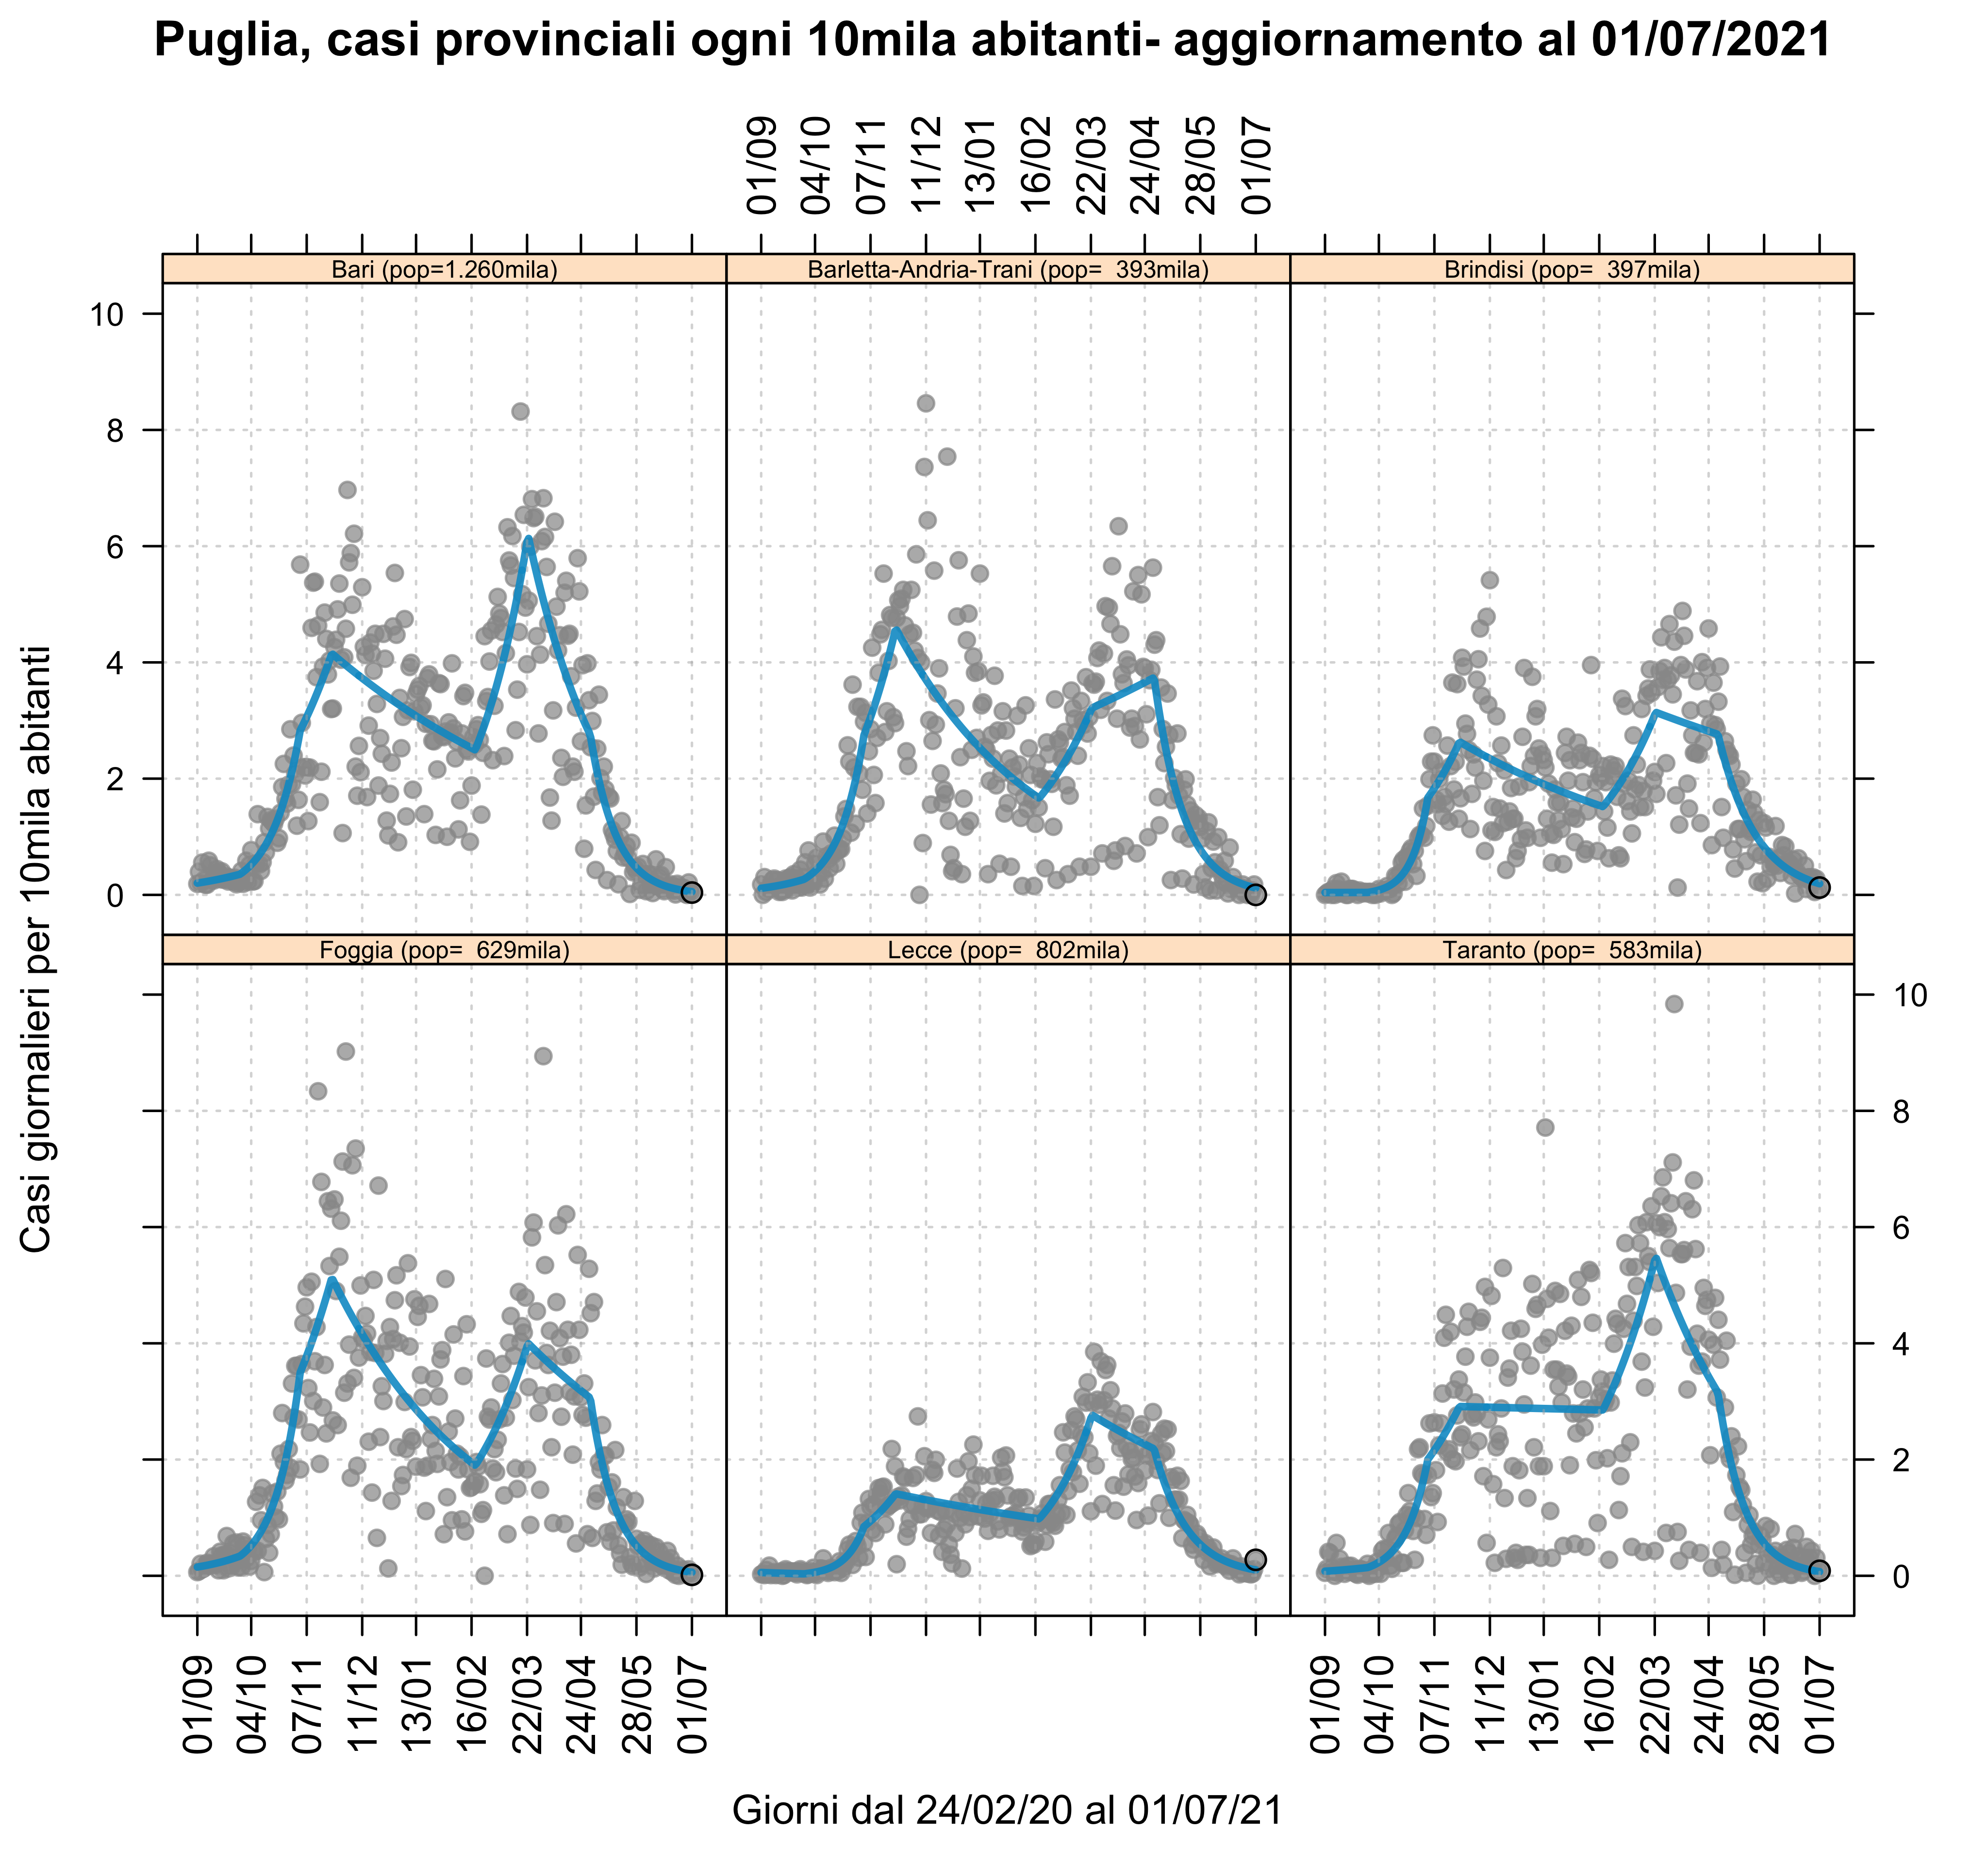 Puglia, casi provinciali ogni 10mila abitanti- aggiornamento al 01/07/2021
01/09 04/10 07/11 11/12 13/01 16/02 22/03 24/04 28/05 01/07
Bari (pop=1.260mila) Barletta-Andria-Trani (pop=  393mila) Brindisi (pop=  397mila)
10
8
6
4
2
0
Casi giornalieri per 10mila abitanti
Foggia (pop=  629mila) Lecce (pop=  802mila) Taranto (pop=  583mila)
10
8
6
4
2
0
01/09 04/10 07/11 11/12 13/01 16/02 22/03 24/04 28/05 01/07
01/09 04/10 07/11 11/12 13/01 16/02 22/03 24/04 28/05 01/07
Giorni dal 24/02/20 al 01/07/21